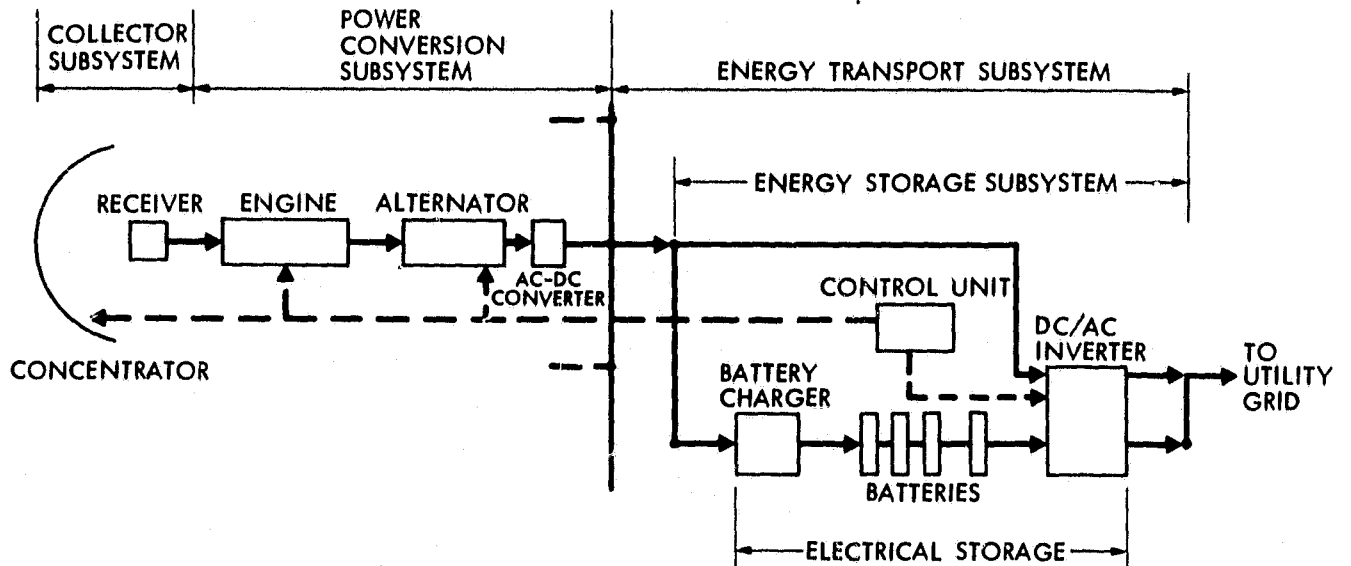 COLLECTOR
SUBSYSTEM
POWER
CONVERSION
SUBSYSTEM
ENERGY TRANSPORT SUBSYSTEM
ENERGY STORAGE SUBSYSTEM
RECEIVER
ENGINE
ALTERNATOR
AC-DC
CONVERTER
CONTROL UNIT
DC/AC
INVERTER
TO
UTILITY
GRID
CONCENTRATOR
BATTERY
CHARGER
BATTERIES
ELECTRICAL STORAGE